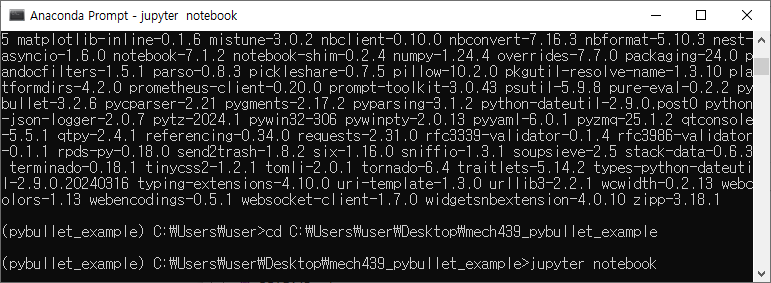 Anaconda Prompt - jupyter  notebook
5 matplotlib-inline-0.1.6 mistune-3.0.2 nbclient-0.10.0 nbconvert-7.16.3 nbformat-5.10.3 nest-
asyncio-1.6.0 notebook-7.1.2 notebook-shim-0.2.4 numpy-1.24.4 overrides-7.7.0 packaging-24.0 p
andocfilters-1.5.1 parso-0.8.3 pickleshare-0.7.5 pillow-10.2.0 pkgutil-resolve-name-1.3.10 pla
tformdirs-4.2.0 prometheus-client-0.20.0 prompt-toolkit-3.0.43 psutil-5.9.8 pure-eval-0.2.2 py
bullet-3.2.6 pycparser-2.21 pygments-2.17.2 pyparsing-3.1.2 python-dateutil-2.9.0.post0 python
-json-logger-2.0.7 pytz-2024.1 pywin32-306 pywinpty-2.0.13 pyyaml-6.0.1 pyzmq-25.1.2 qtconsole
-5.5.1 qtpy-2.4.1 referencing-0.34.0 requests-2.31.0 rfc3339-validator-0.1.4 rfc3986-validator
-0.1.1 rpds-py-0.18.0 send2trash-1.8.2 six-1.16.0 sniffio-1.3.1 soupsieve-2.5 stack-data-0.6.3
 terminado-0.18.1 tinycss2-1.2.1 tomli-2.0.1 tornado-6.4 traitlets-5.14.2 types-python-dateuti
l-2.9.0.20240316 typing-extensions-4.10.0 uri-template-1.3.0 urllib3-2.2.1 wcwidth-0.2.13 webc
olors-1.13 webencodings-0.5.1 websocket-client-1.7.0 widgetsnbextension-4.0.10 zipp-3.18.1
(pybullet_example) C:₩Users₩user>cd C:₩Users₩user₩Desktop₩mech439_pybullet_example
(pybullet_example) C:₩Users₩user₩Desktop₩mech439_pybullet_example>jupyter notebook